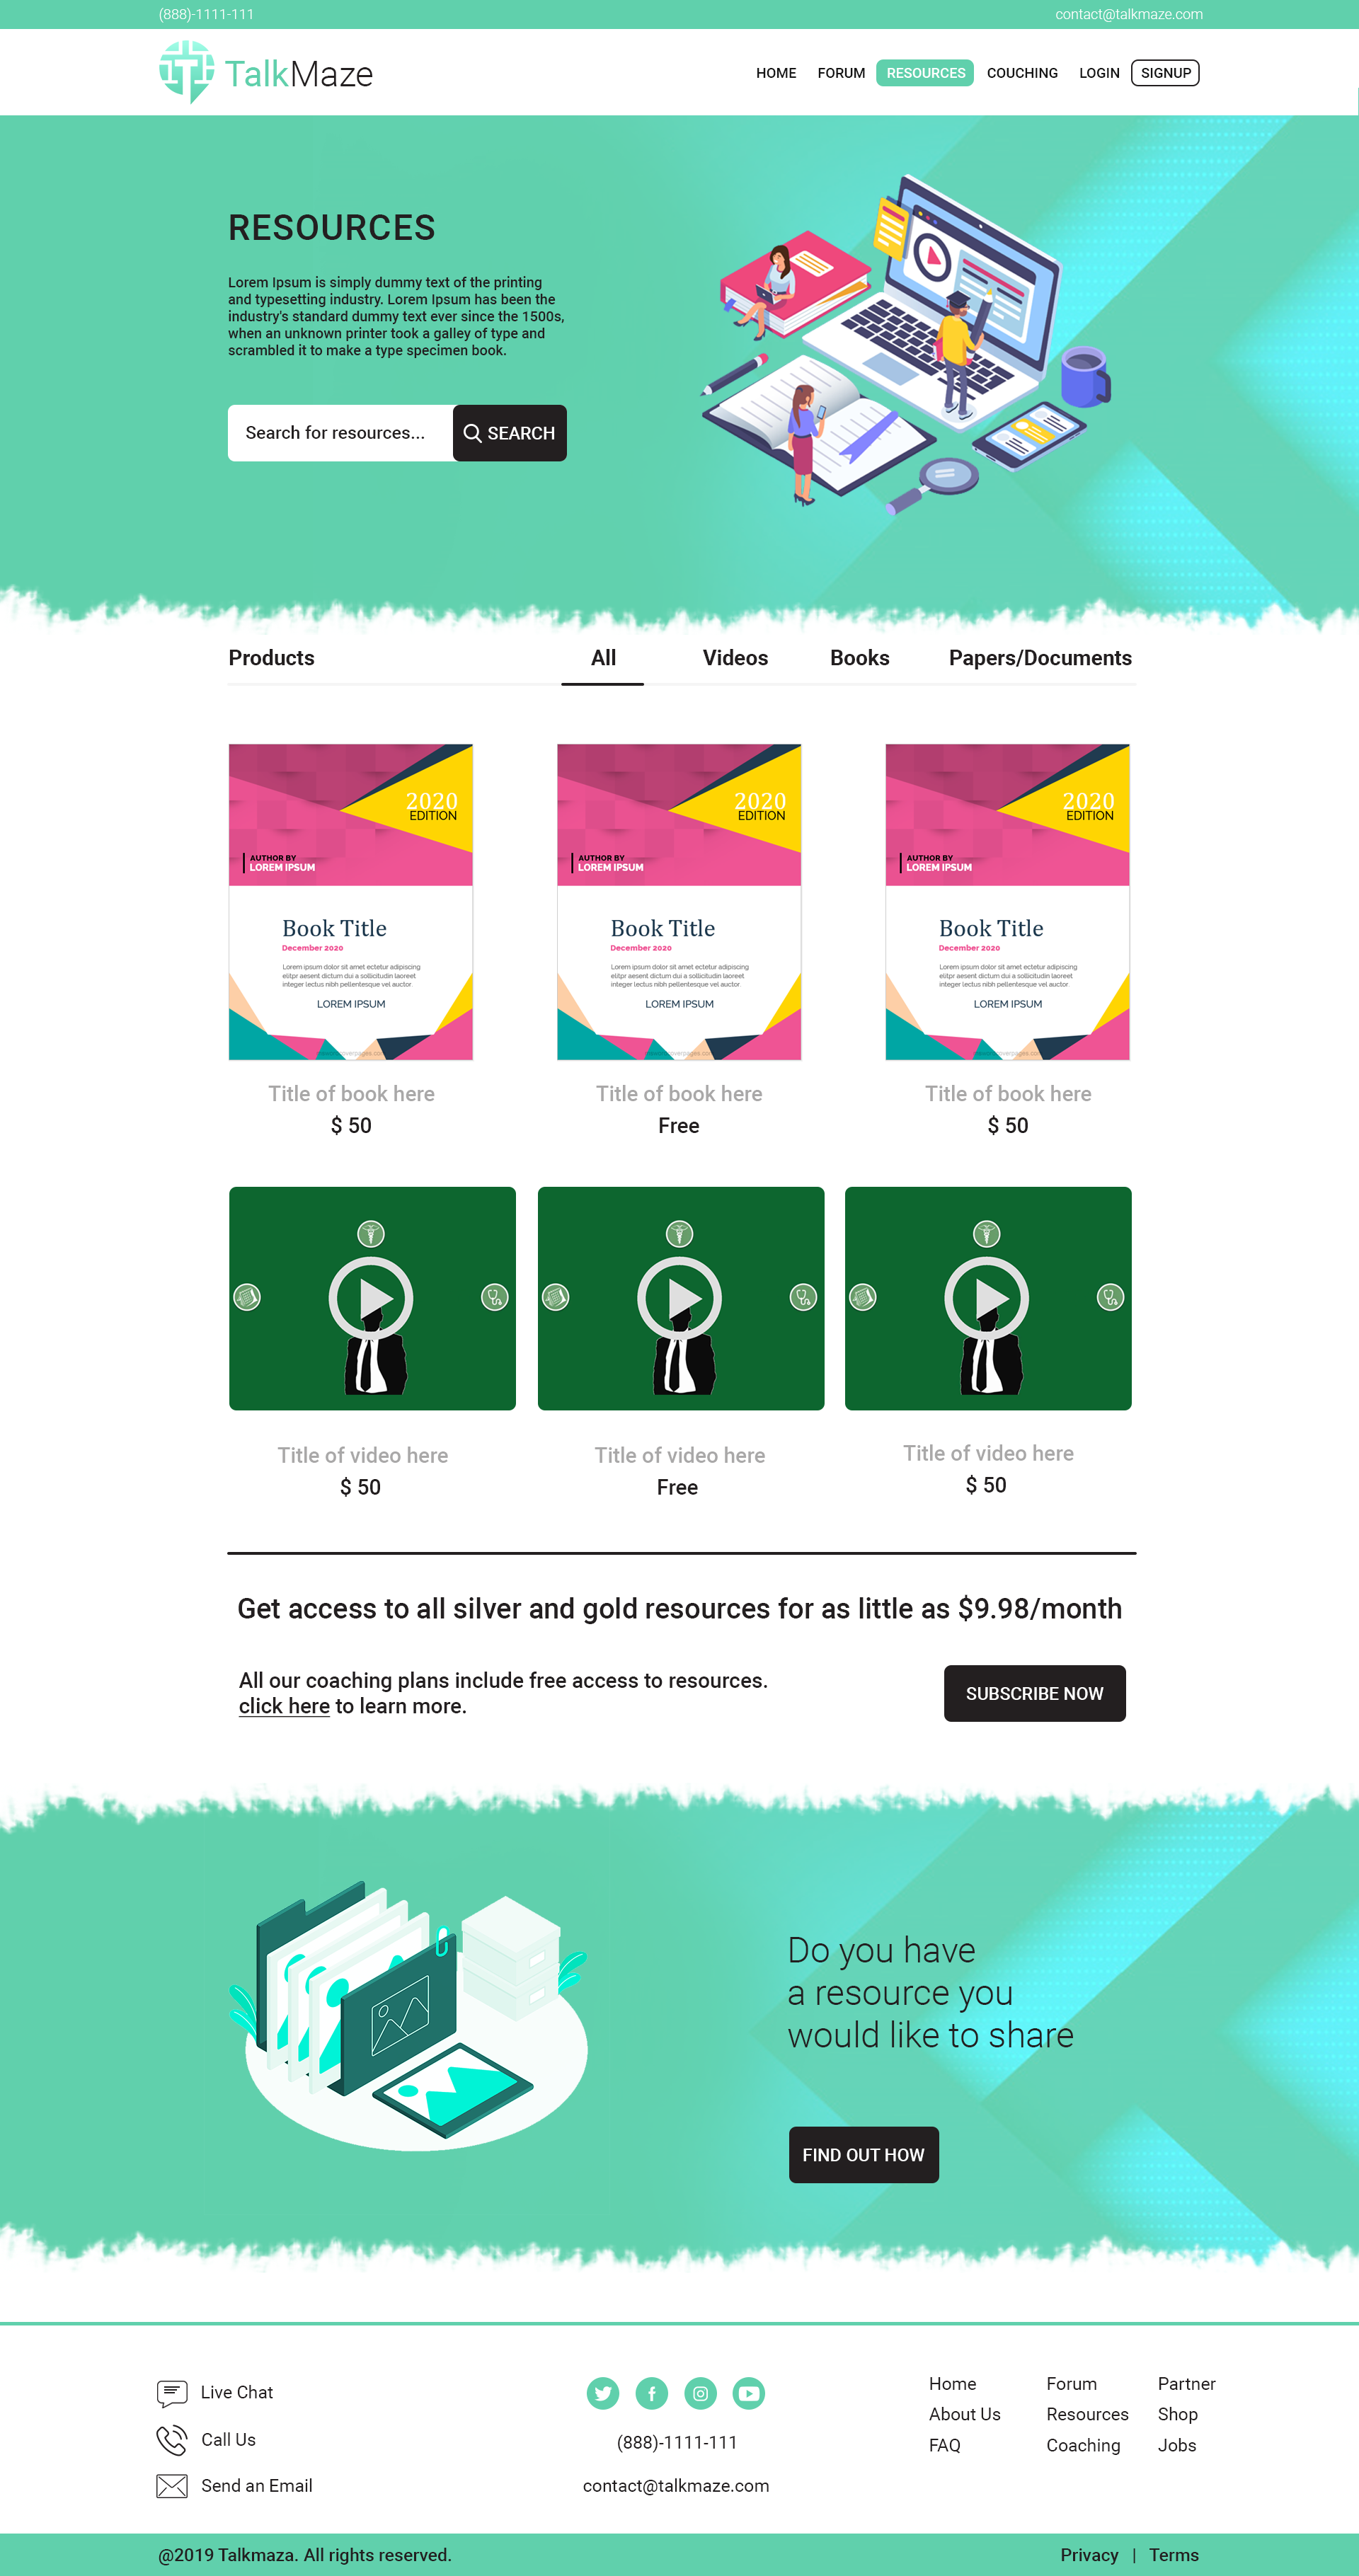 (888)-1111-111
contact@talkmaze.com
TalkMaze
HOME
FORUM
RESOURCES
COUCHING
LOGIN
SIGNUP
RESOURCES
Lorem Ipsum is simply dummy text of the printing
and typesetting industry. Lorem Ipsum has been the
industry's standard dummy text ever since the 1500s,
when an unknown printer took a galley of type and
scrambled it to make a type specimen book.
Search for resources...
SEARCH
Products
All
Videos
Books
Papers/Documents
2020
EDITION
AUTHOR BY
LOREM IPSUM
Book Title
December 2020
Lorem ipsum dolor sit amet ectetur adipiscing
elitpr aesent dictum dui a sollicitudin laoreet
integer lectus nibh pellentesque vel auctor
LOREM IPSUM
2020
EDITION
AUTHOR BY
LOREM IPSUM
Book Title
December 2020
Lorem ipsum dolor sit amet ectetur adipiscing
elitpr aesent dictum dui a sollicitudin laoreet
integer lectus nibh pellentesque vel auctor
LOREM IPSUM
2020
EDITION
AUTHOR BY
LOREM IPSUM
Book Title
December 2020
Lorem ipsum dolor sit amet ectetur adipiscing
elitpr aesent dictum dui a sollicitudin laoreet
integer lectus nibh pellentesque vel auctor
LOREM IPSUM
Title of book here
$ 50
Title of book here
Free
Title of book here
$ 50
Title of video here
$ 50
Title of video here
Free
Title of video here
$ 50
Get access to all silver and gold resources for as little as $9.98/month
All our coaching plans include free access to resources.
click here to learn more.
SUBSCRIBE NOW
Do you have
a resource you
would like to share
FIND OUT HOW
Live Chat
Call Us
Send an Email
(888)-1111-111
contact@talkmaze.com
Home
About Us
FAQ
Forum
Resources
Coaching
Partner
Shop
Jobs
@2019 Talkmaza. All rights reserved.
Privacy | Terms